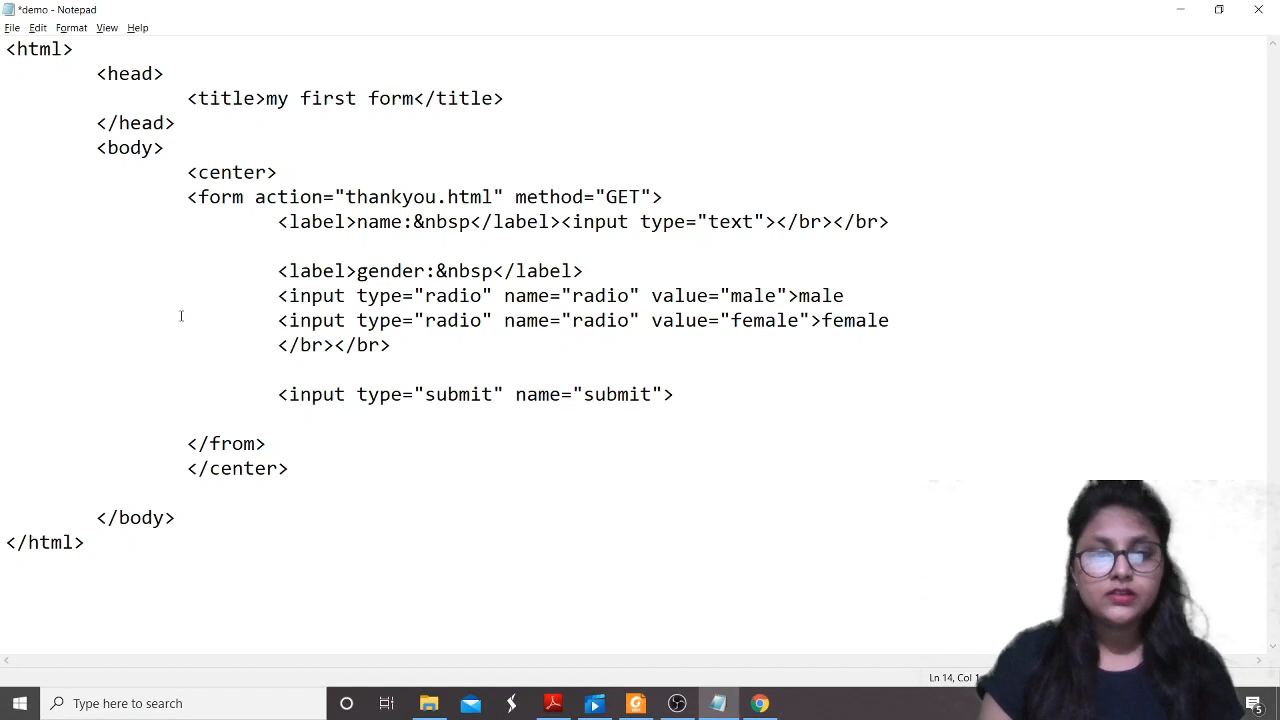 *demo - Notepad
File Edit Format View Help
<html>
<head>
<title>my first form</title>
</head>
<body>
<center>
<form action="thankyou.html" method="GET">
<label>name:&nbsp</label><input type="text"></br></br>
<label>gender:&nbsp</label>
<input type="radio" name="radio" value="male">male
<input type="radio" name="radio" value="female">female
</br></br>
<input type="submit" name="submit">
</from>
</center>
</body>
</html>
Ln 14, Col 1
Type here to search
5